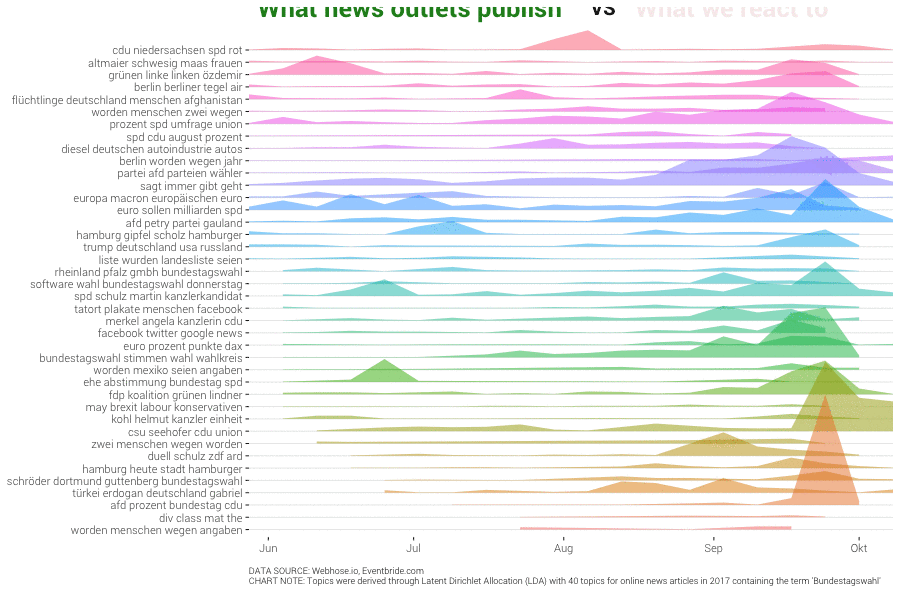 What news outlets publish vs What we react to
cdu niedersachsen spd rot
altmaier schwesig maas frauen
grünen linke linken özdemir
berlin berliner tegel air
flüchtlinge deutschland menschen afghanistan
worden menschen zwei wegen
prozent spd umfrage union
spd cdu august prozent
diesel deutschen autoindustrie autos
berlin worden wegen jahr
partei afd parteien wähler
sagt immer gibt geht
europa macron europäischen euro
euro sollen milliarden spd
afd petry partei gauland
hamburg gipfel scholz hamburger
trump deutschland usa russland
liste wurden landesliste seien
rheinland pfalz gmbh bundestagswahl
software wahl bundestagswahl donnerstag
spd schulz martin kanzlerkandidat
tatort plakate menschen facebook
merkel angela kanzlerin cdu
facebook twitter google news
euro prozent punkte dax
bundestagswahl stimmen wahl wahlkreis
worden mexiko seien angaben
ehe abstimmung bundestag spd
fdp koalition grünen lindner
may brexit labour konservativen
kohl helmut kanzler einheit
csu seehofer cdu union
zwei menschen wegen worden
duell schulz zdf ard
hamburg heute stadt hamburger
schröder dortmund guttenberg bundestagswahl
türkei erdogan deutschland gabriel
afd prozent bundestag cdu
div class mat the
worden menschen wegen angaben
Jun Jul Aug Sep Okt
DATA SOURCE: Webhose.io, Eventbride.com
CHART NOTE: Topics were derived through Latent Dirichlet Allocation (LDA) with 40 topics for online news articles in 2017 containing the term 'Bundestagswahl'